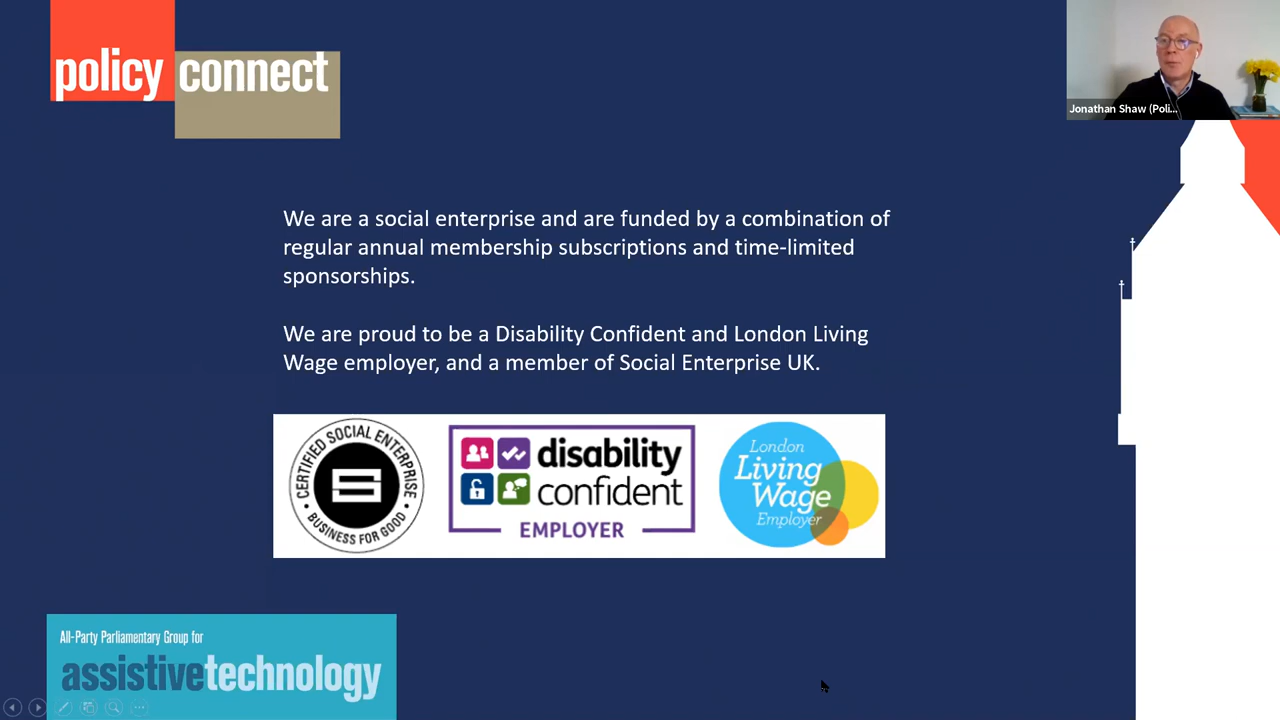 policy connect
Jonathan Shaw (Poli...
We are a social enterprise and are funded by a combination of
regular annual membership subscriptions and time-limited
sponsorships.
We are proud to be a Disability Confident and London Living
Wage employer, and a member of Social Enterprise UK.
CERTIFIED SOCIAL ENTERPRISE
• BUSINESS FOR GOOD •
disability
confident
EMPLOYER
London
Living
Wage
Employer
All-Party Parliamentary Group for
assistivetechnology